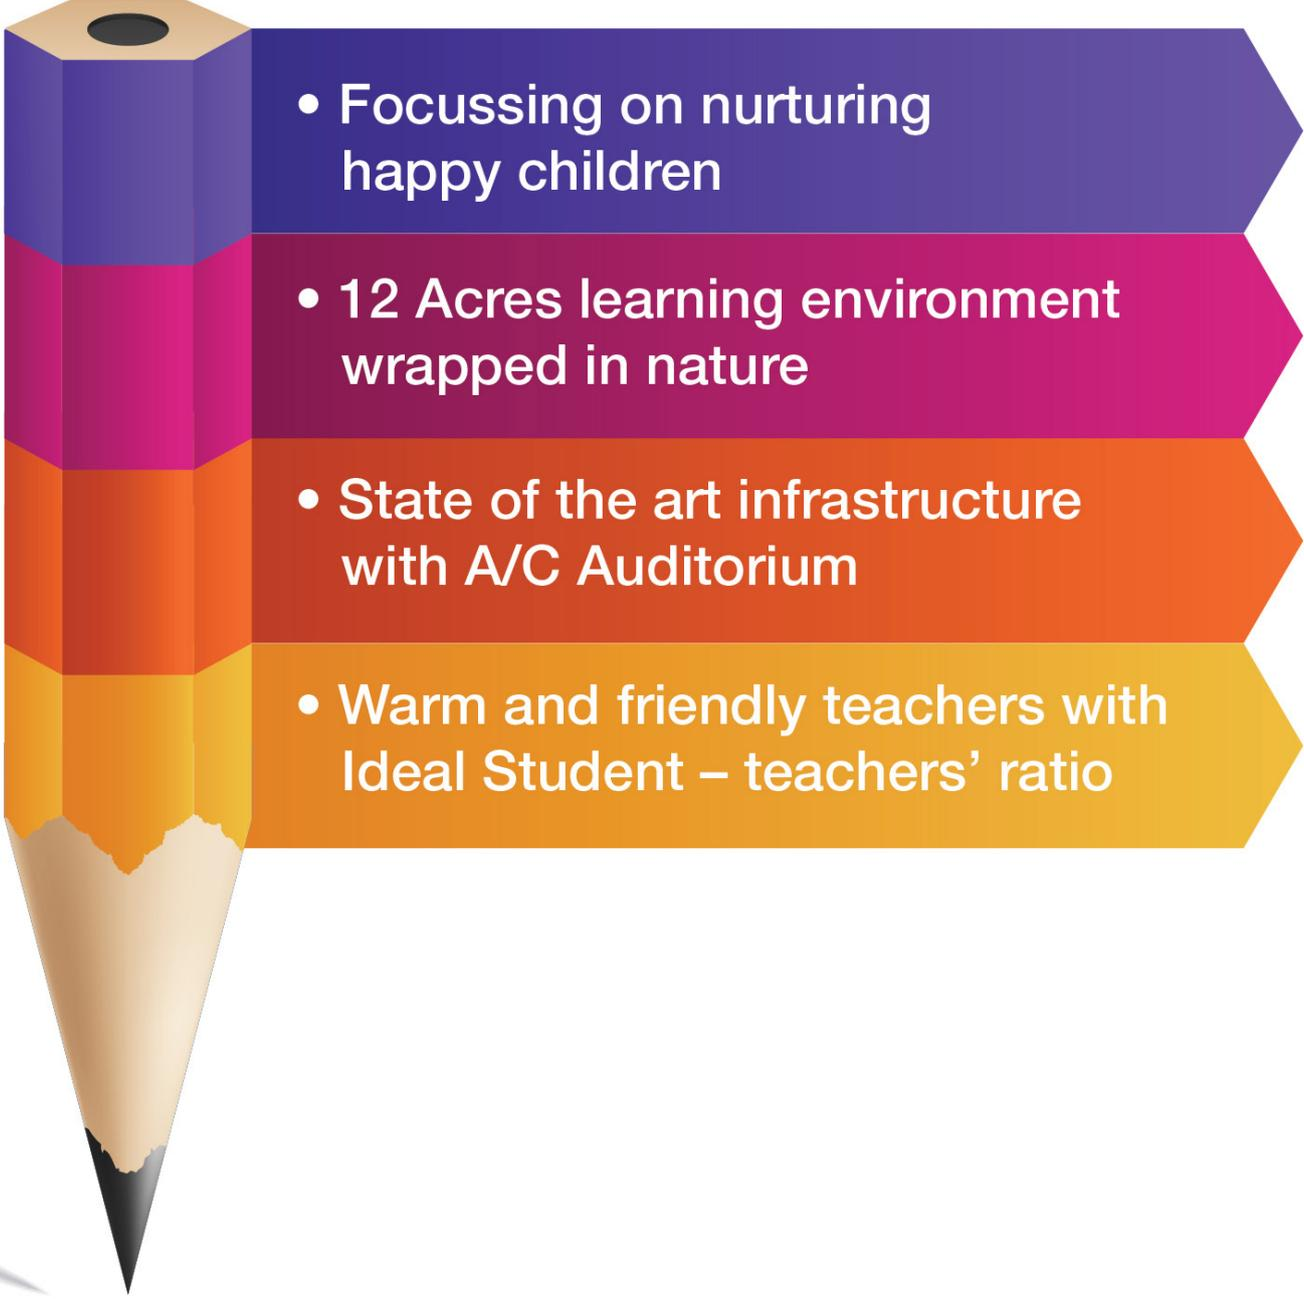 • Focussing on nurturing
happy children
• 12 Acres learning environment
wrapped in nature
• State of the art infrastructure
with A/C Auditorium
• Warm and friendly teachers with
Ideal Student – teachers’ ratio